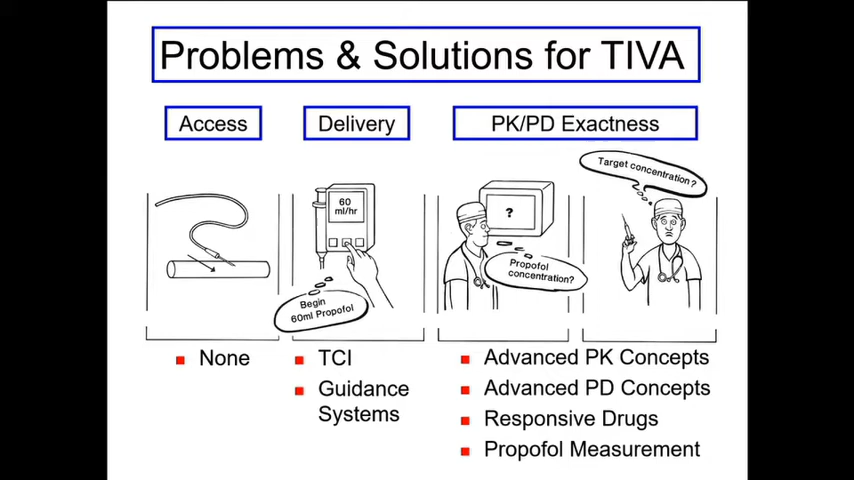 Problems & Solutions for TIVA
Access
Delivery
PK/PD Exactness
60
ml/hr
Begin
60ml Propofol
?
Propofol
concentration?
Target concentration?
None
TCI
Guidance
Systems
Advanced PK Concepts
Advanced PD Concepts
Responsive Drugs
Propofol Measurement